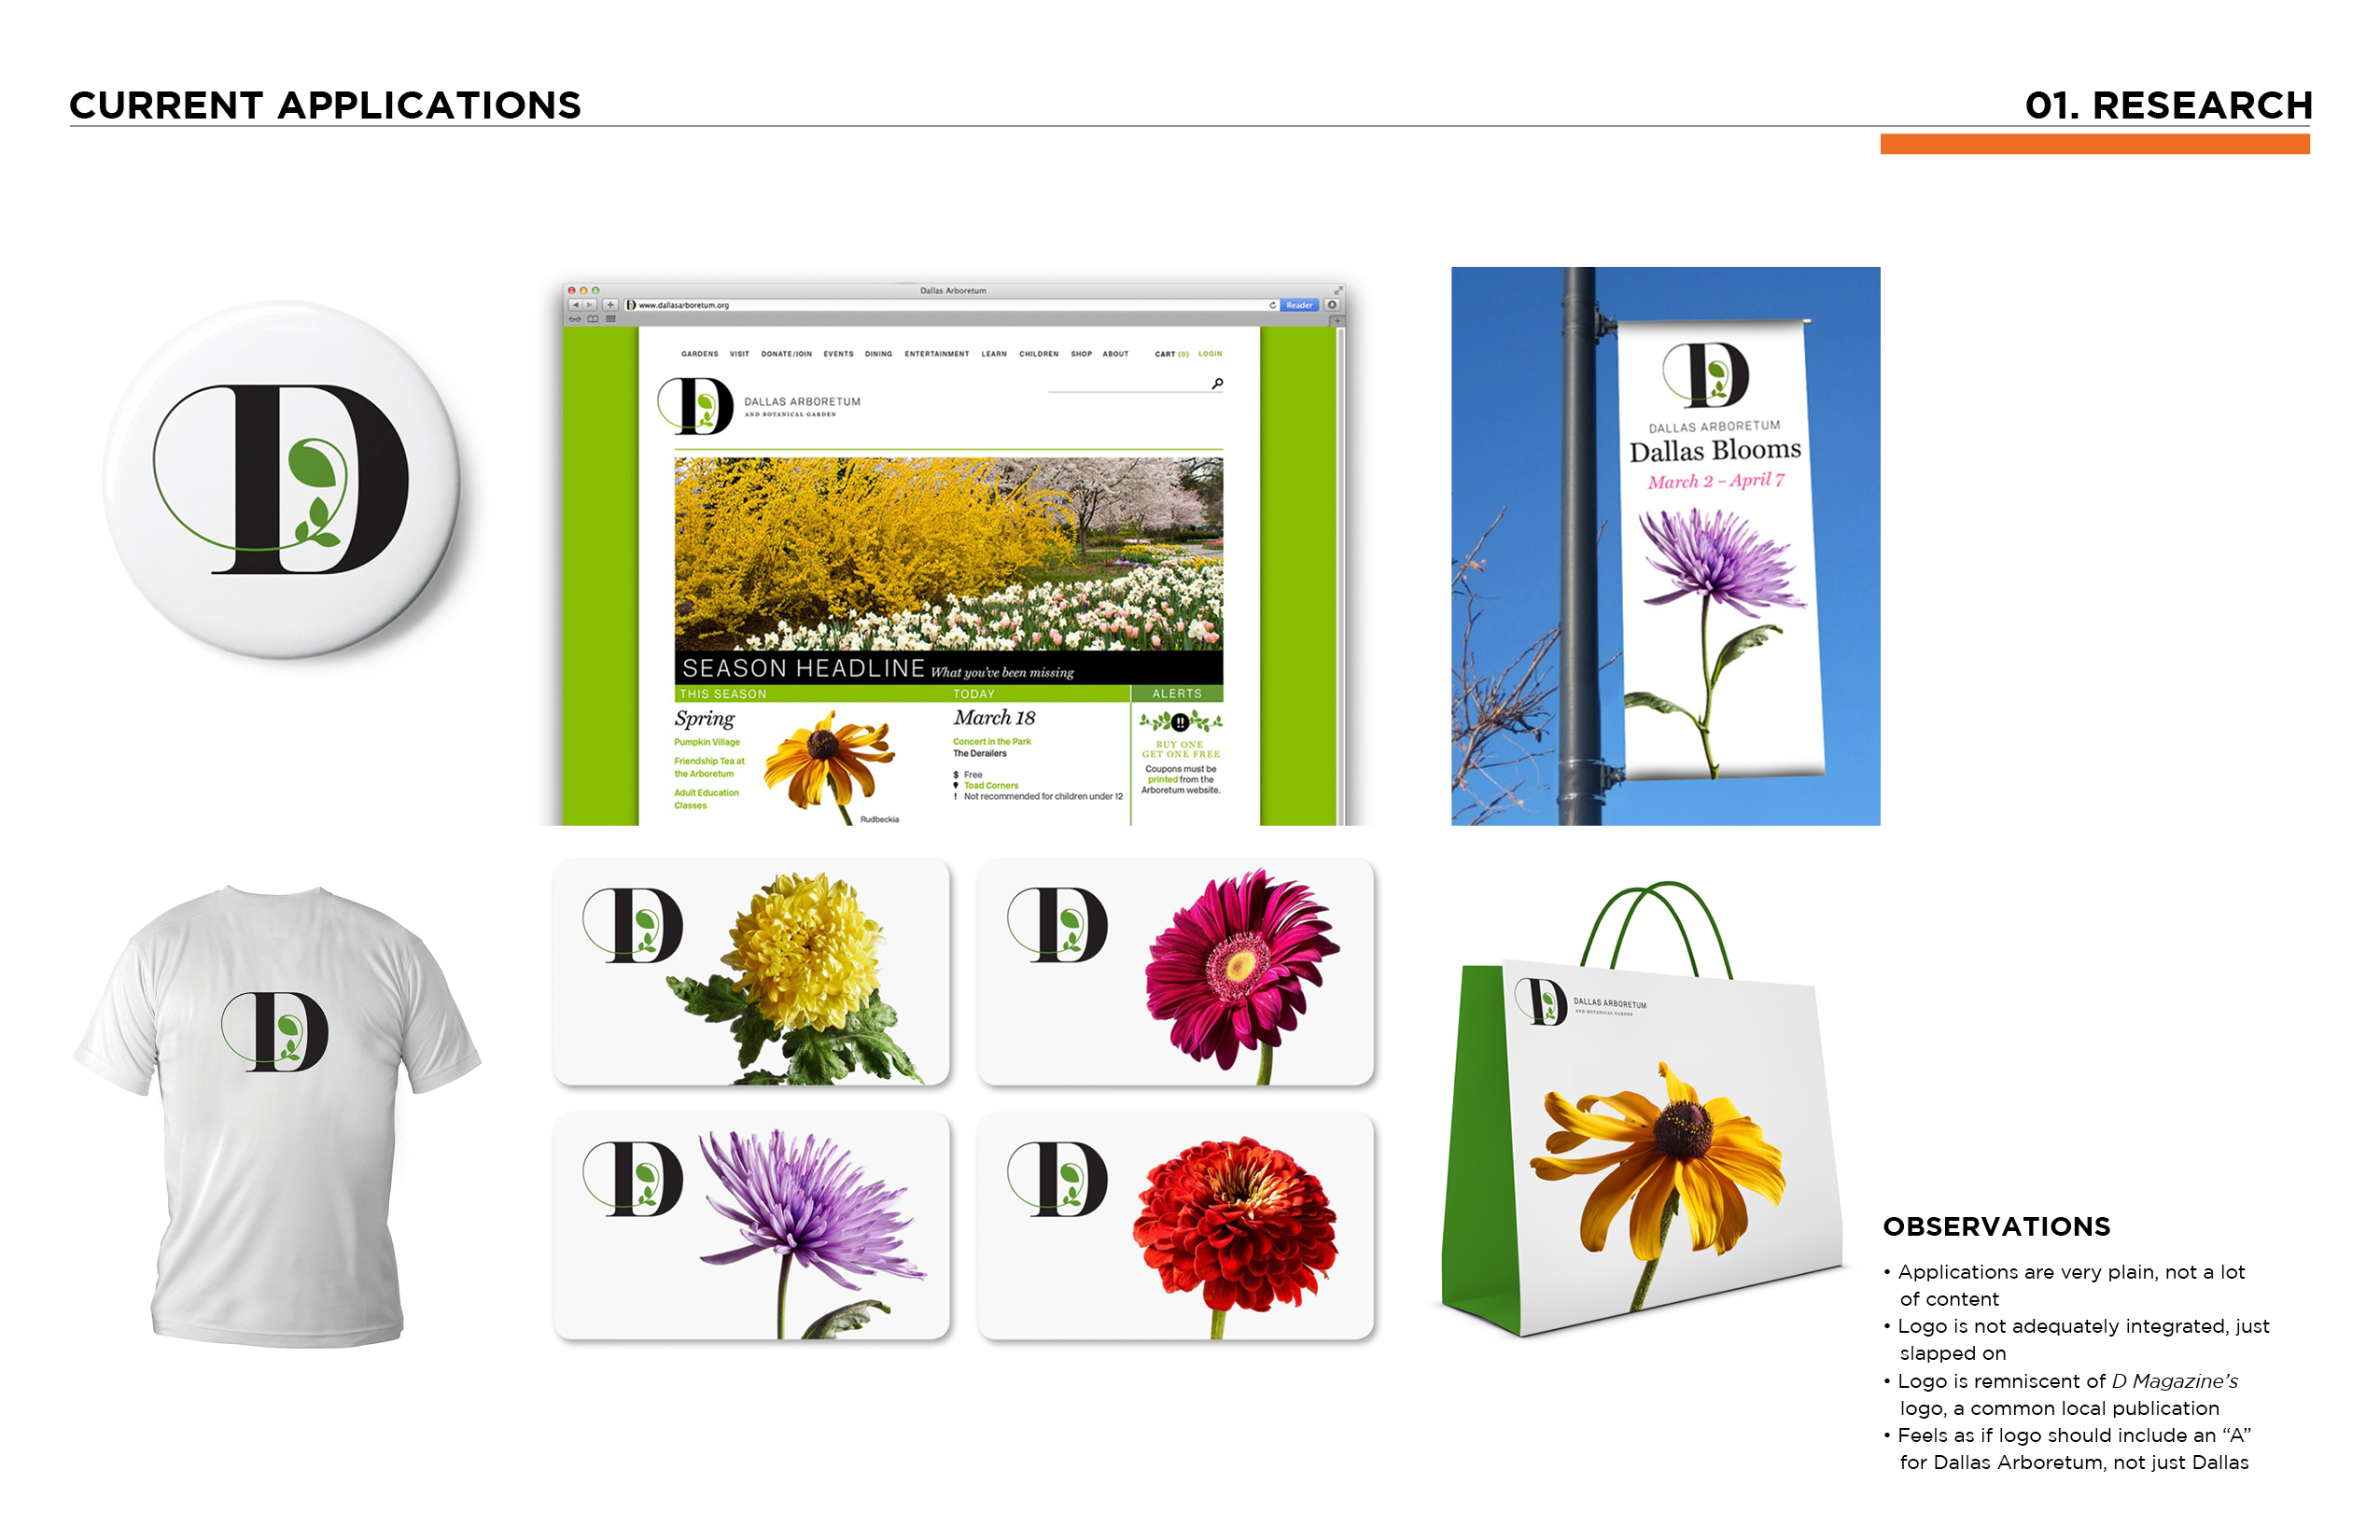 CURRENT APPLICATIONS
01. RESEARCH
D
Dallas Arboretum
www.dallasarboretum.org
Reader
GARDENS VISIT DONATE/JOIN EVENTS DINING ENTERTAINMENT LEARN CHILDREN SHOP ABOUT CART (0) LOGIN
D
DALLAS ARBORETUM
AND BOTANICAL GARDEN
SEASON HEADLINE What you've been missing
THIS SEASON
Spring
Pumpkin Village
Friendship Tea at
the Arboretum
Adult Education
Classes
Rudbeckia
TODAY
March 18
Concert in the Park
The Derailers
$ Free
Toad Corners
! Not recommended for children under 12
ALERTS
!!
BUY ONE
GET ONE FREE
Coupons must be
printed from the
Arboretum website.
D
DALLAS ARBORETUM
Dallas Blooms
March 2 – April 7
D
D
D
D
D
D
DALLAS ARBORETUM
AND BOTANICAL GARDEN
OBSERVATIONS
• Applications are very plain, not a lot
of content
• Logo is not adequately integrated, just
slapped on
• Logo is remniscent of D Magazine's
logo, a common local publication
• Feels as if logo should include an “A”
for Dallas Arboretum, not just Dallas